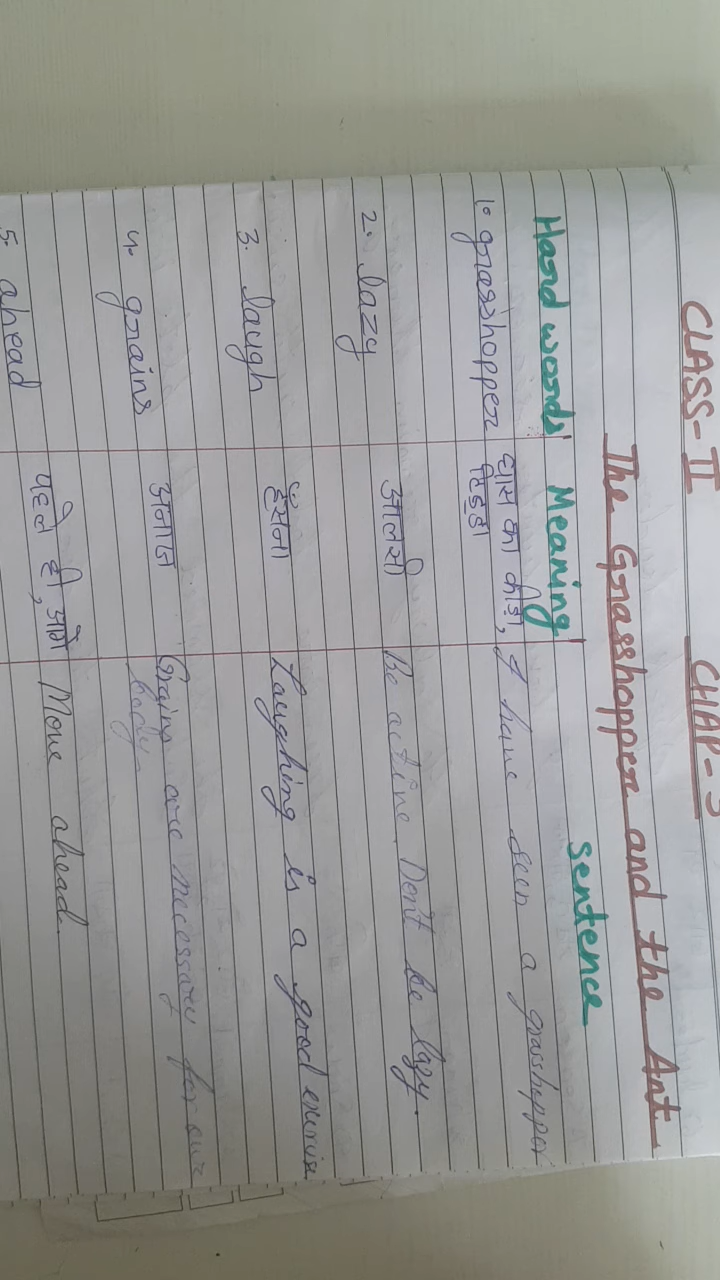 CLASS-II CHAP-3
The Grasshopper and the Ant
Hard words Meaning sentence
1. grasshopper घास का कीड़ा, टिड्डा I have seen a grasshopper
2. lazy आलसी Be active. Don't be lazy.
3. laugh हँसना Laughing is a good exercise
4. grains अनाज Grains are necessary for our
body.
5. ahead पहले ही, आगे Move ahead.